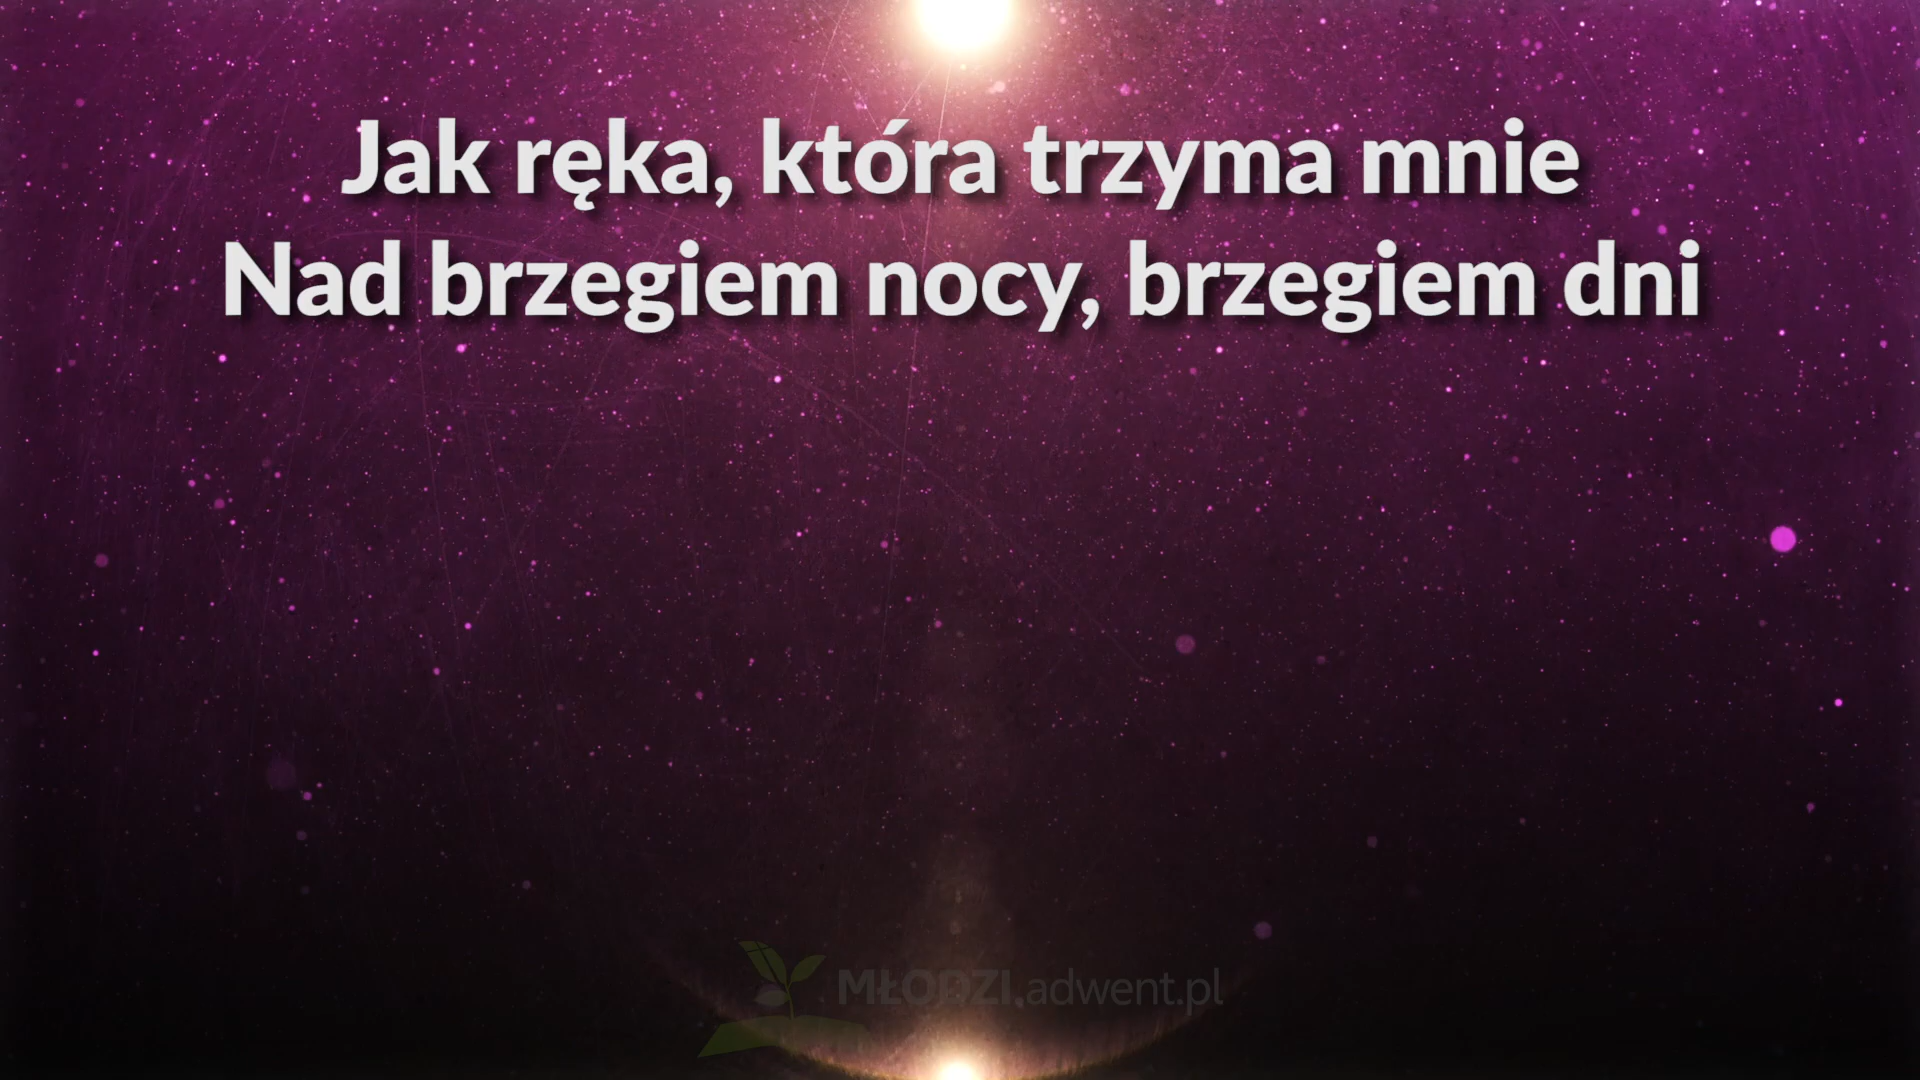 Jak ręka, która trzyma mnie
Nad brzegiem nocy, brzegiem dni
MŁODZI.adwent.pl